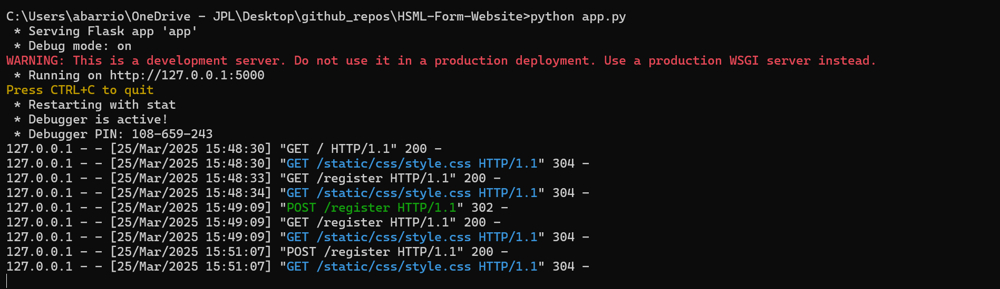 C:\Users\abarrio\OneDrive - JPL\Desktop\github_repos\HSML-Form-Website>python app.py
 * Serving Flask app 'app'
 * Debug mode: on
WARNING: This is a development server. Do not use it in a production deployment. Use a production WSGI server instead.
 * Running on http://127.0.0.1:5000
Press CTRL+C to quit
 * Restarting with stat
 * Debugger is active!
 * Debugger PIN: 108-659-243
127.0.0.1 - - [25/Mar/2025 15:48:30] "GET / HTTP/1.1" 200 -
127.0.0.1 - - [25/Mar/2025 15:48:30] "GET /static/css/style.css HTTP/1.1" 304 -
127.0.0.1 - - [25/Mar/2025 15:48:33] "GET /register HTTP/1.1" 200 -
127.0.0.1 - - [25/Mar/2025 15:48:34] "GET /static/css/style.css HTTP/1.1" 304 -
127.0.0.1 - - [25/Mar/2025 15:49:09] "POST /register HTTP/1.1" 302 -
127.0.0.1 - - [25/Mar/2025 15:49:09] "GET /register HTTP/1.1" 200 -
127.0.0.1 - - [25/Mar/2025 15:49:09] "GET /static/css/style.css HTTP/1.1" 304 -
127.0.0.1 - - [25/Mar/2025 15:51:07] "POST /register HTTP/1.1" 200 -
127.0.0.1 - - [25/Mar/2025 15:51:07] "GET /static/css/style.css HTTP/1.1" 304 -